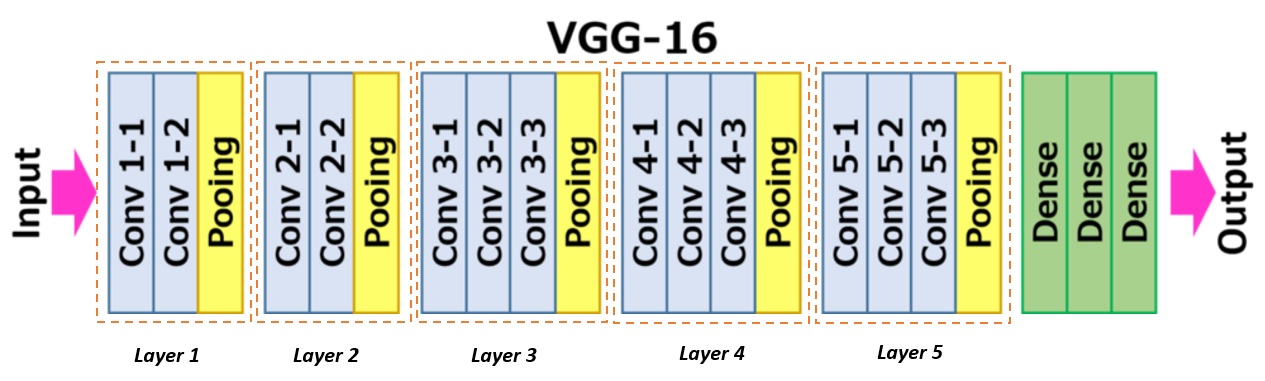 VGG-16
Input
Conv 1-1
Conv 1-2
Pooing
Conv 2-1
Conv 2-2
Pooing
Conv 3-1
Conv 3-2
Conv 3-3
Pooing
Conv 4-1
Conv 4-2
Conv 4-3
Pooing
Conv 5-1
Conv 5-2
Conv 5-3
Pooing
Dense
Dense
Dense
Output
Layer 1
Layer 2
Layer 3
Layer 4
Layer 5